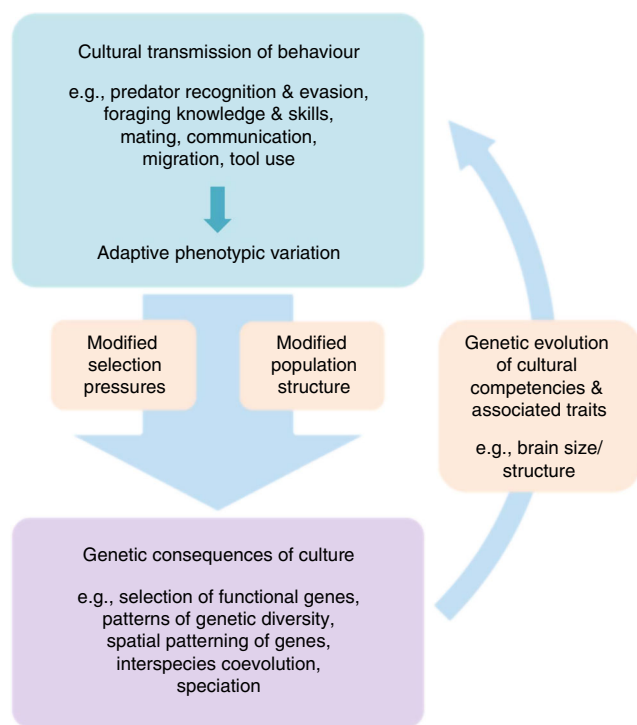 Cultural transmission of behaviour
e.g., predator recognition & evasion,
foraging knowledge & skills,
mating, communication,
migration, tool use
Adaptive phenotypic variation
Modified
selection
pressures
Modified
population
structure
Genetic evolution
of cultural
competencies &
associated traits
e.g., brain size/
structure
Genetic consequences of culture
e.g., selection of functional genes,
patterns of genetic diversity,
spatial patterning of genes,
interspecies coevolution,
speciation